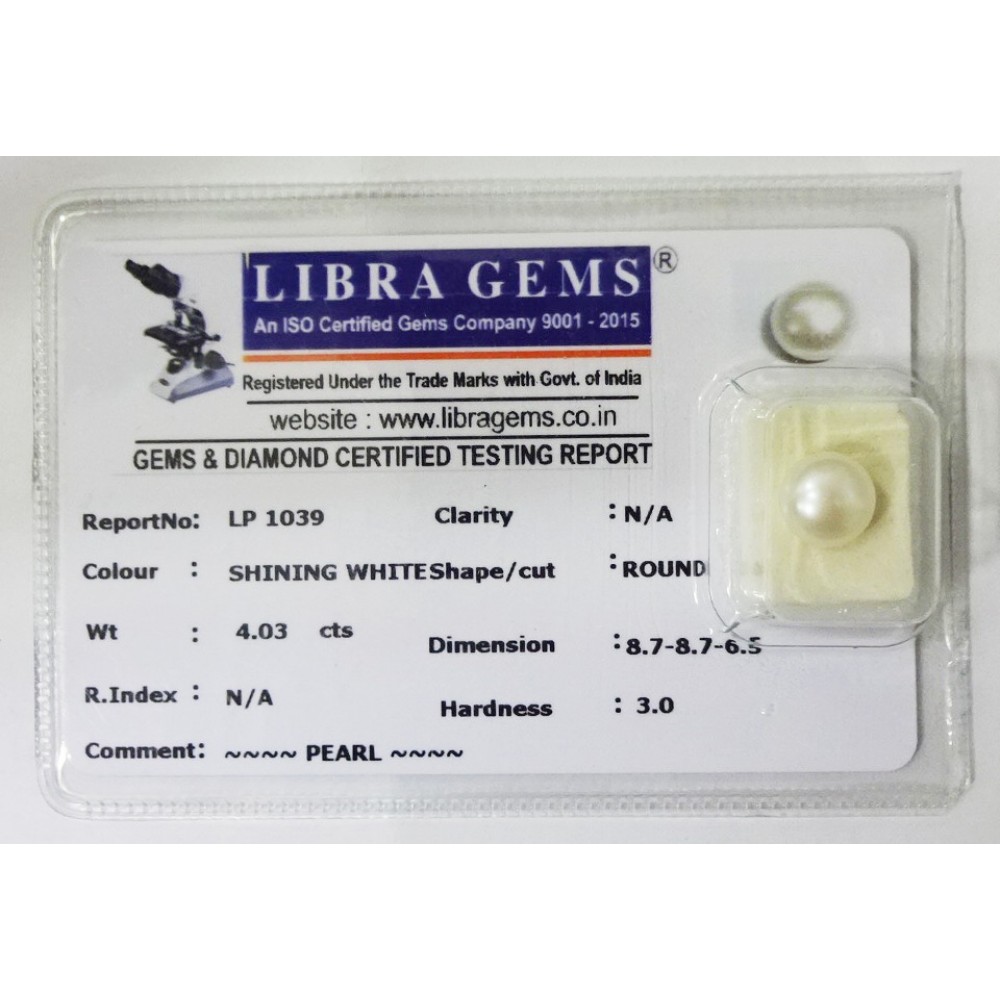 LIBRA GEMS ®
An ISO Certified Gems Company 9001 - 2015
Registered Under the Trade Marks with Govt. of India
website : www.libragems.co.in
GEMS & DIAMOND CERTIFIED TESTING REPORT
ReportNo: LP 1039 Clarity : N/A
Colour : SHINING WHITE Shape/cut : ROUND
Wt : 4.03 cts Dimension : 8.7-8.7-6.5
R.Index : N/A Hardness : 3.0
Comment: ~~~~ PEARL ~~~~